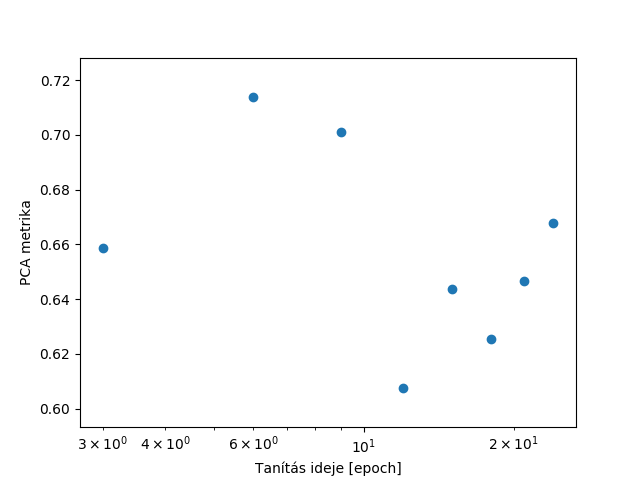 0.72
0.70
0.68
0.66
0.64
0.62
0.60
PCA metrika
3 × 10⁰ 4 × 10⁰ 6 × 10⁰ 10¹ 2 × 10¹
Tanítás ideje [epoch]